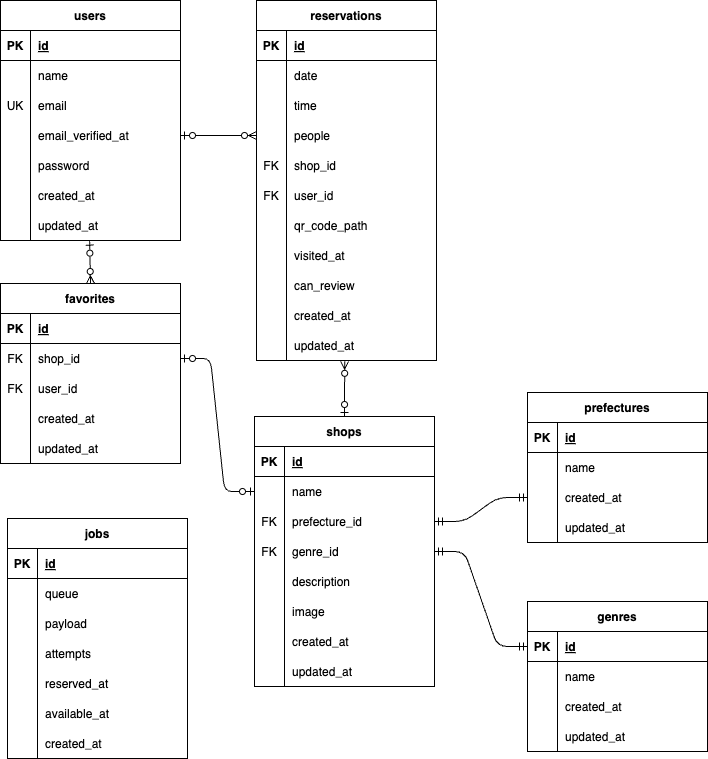 users
PK id
name
UK email
email_verified_at
password
created_at
updated_at
reservations
PK id
date
time
people
FK shop_id
FK user_id
qr_code_path
visited_at
can_review
created_at
updated_at
favorites
PK id
FK shop_id
FK user_id
created_at
updated_at
shops
PK id
name
FK prefecture_id
FK genre_id
description
image
created_at
updated_at
prefectures
PK id
name
created_at
updated_at
jobs
PK id
queue
payload
attempts
reserved_at
available_at
created_at
genres
PK id
name
created_at
updated_at